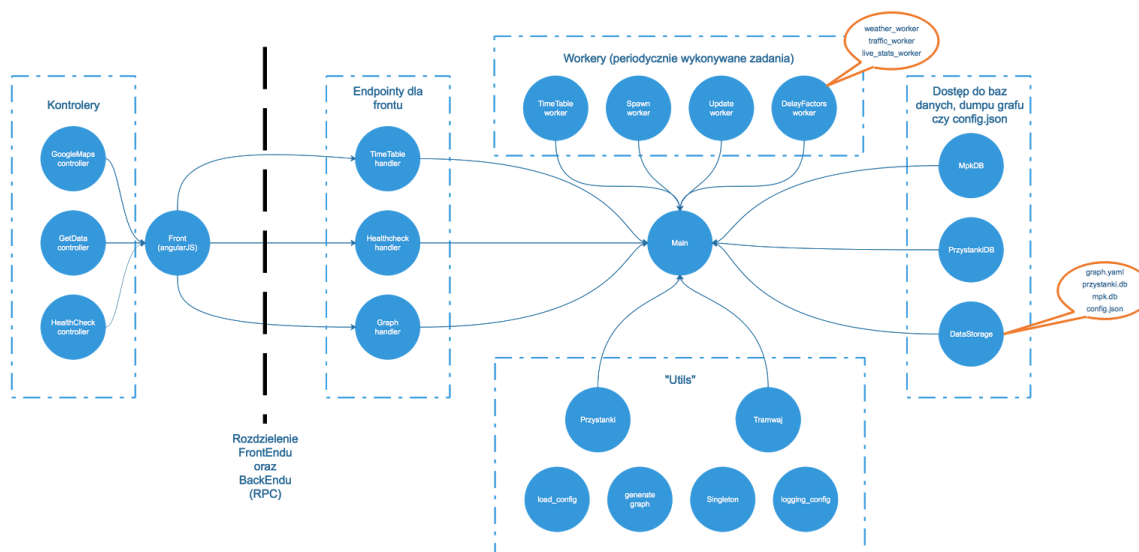 Kontrolery
GoogleMaps
controller
GetData
controller
HealthCheck
controller
Front
(angularJS)
Rozdzielenie
FrontEndu
oraz
BackEndu
(RPC)
Endpointy dla
frontu
TimeTable
handler
Healthcheck
handler
Graph
handler
Workery (periodycznie wykonywane zadania)
TimeTable
worker
Spawn
worker
Update
worker
DelayFactors
worker
weather_worker
traffic_worker
live_stats_worker
Main
"Utils"
Przystanki
Tramwaj
load_config
generate
graph
Singleton
logging_config
Dostęp do baz
danych, dumpu grafu
czy config.json
MpkDB
PrzystankiDB
DataStorage
graph.yaml
przystanki.db
mpk.db
config.json